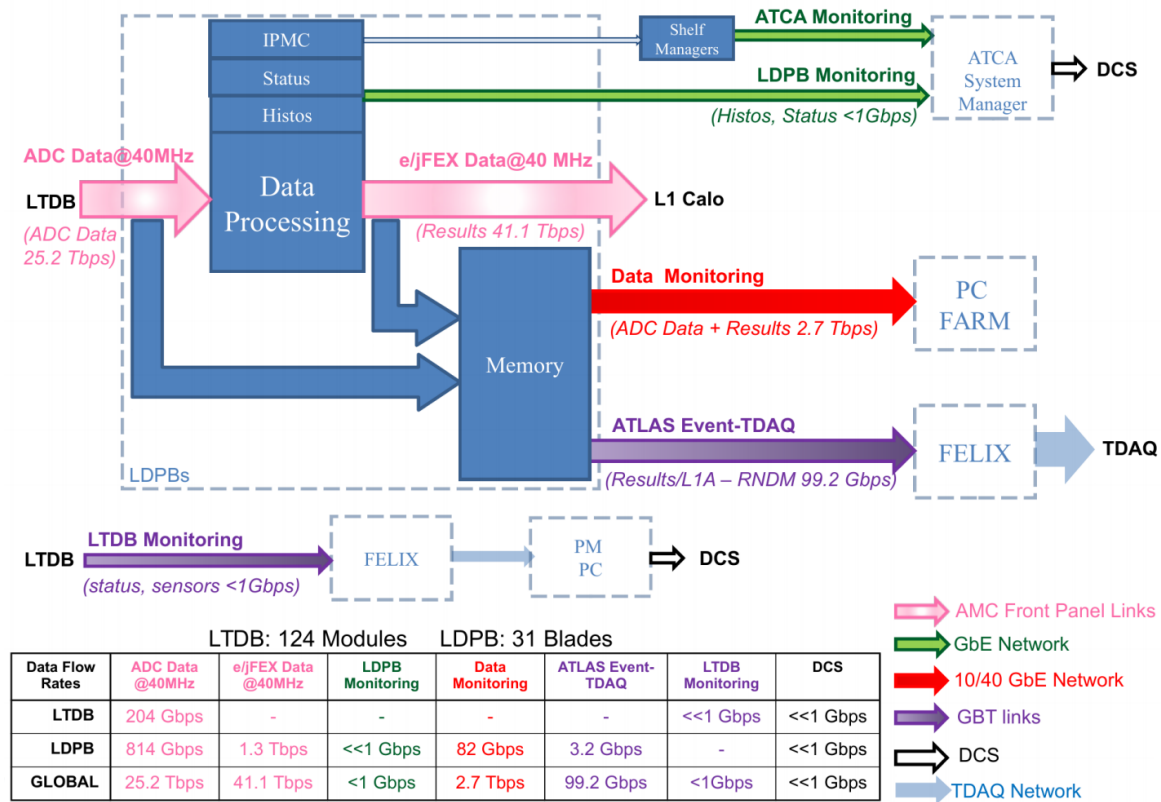 ATCA Monitoring
IPMC
Shelf
Managers
Status
LDPB Monitoring
ATCA
System
Manager
DCS
Histos
(Histos, Status <1Gbps)
ADC Data@40MHz
e/jFEX Data@40 MHz
LTDB
Data
Processing
L1 Calo
(ADC Data
25.2 Tbps)
(Results 41.1 Tbps)
Data Monitoring
PC
FARM
(ADC Data + Results 2.7 Tbps)
Memory
ATLAS Event-TDAQ
FELIX
TDAQ
LDPBs
(Results/L1A – RNDM 99.2 Gbps)
LTDB Monitoring
LTDB
FELIX
PM
PC
DCS
(status, sensors <1Gbps)
LTDB: 124 Modules LDPB: 31 Blades
AMC Front Panel Links
GbE Network
10/40 GbE Network
GBT links
DCS
TDAQ Network
Data Flow Rates ADC Data @40MHz e/jFEX Data @40MHz LDPB Monitoring Data Monitoring ATLAS Event-TDAQ LTDB Monitoring DCS
LTDB 204 Gbps - - - - <<1 Gbps <<1 Gbps
LDPB 814 Gbps 1.3 Tbps <<1 Gbps 82 Gbps 3.2 Gbps - <<1 Gbps
GLOBAL 25.2 Tbps 41.1 Tbps <1 Gbps 2.7 Tbps 99.2 Gbps <1Gbps <<1 Gbps